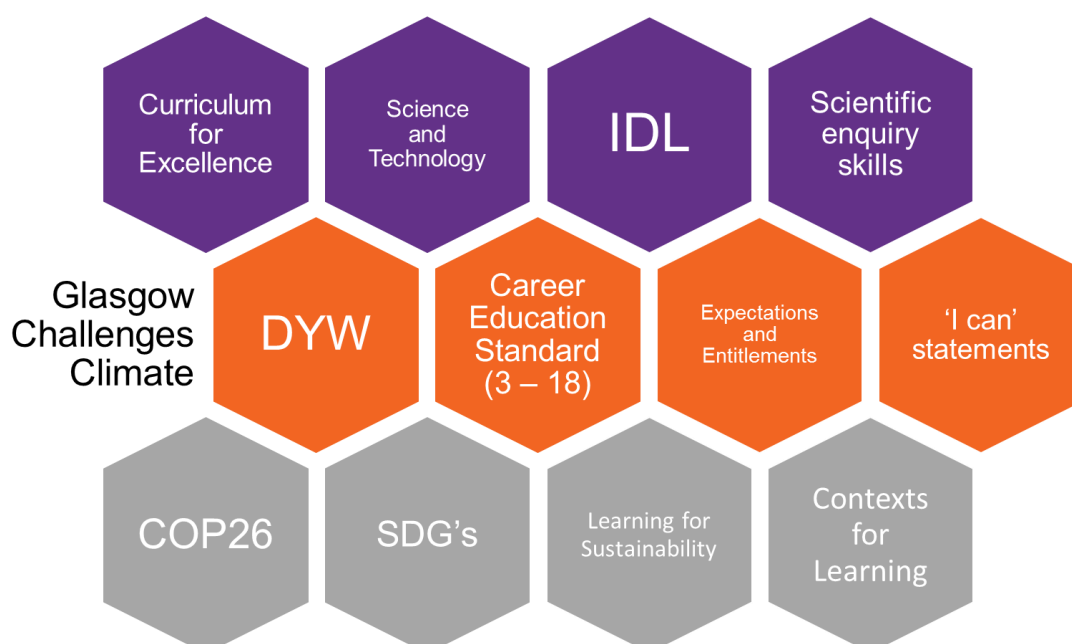 Curriculum
for
Excellence
Science
and
Technology
IDL
Scientific
enquiry
skills
Glasgow
Challenges
Climate
DYW
Career
Education
Standard
(3 – 18)
Expectations
and
Entitlements
‘I can’
statements
COP26
SDG's
Learning for
Sustainability
Contexts
for
Learning